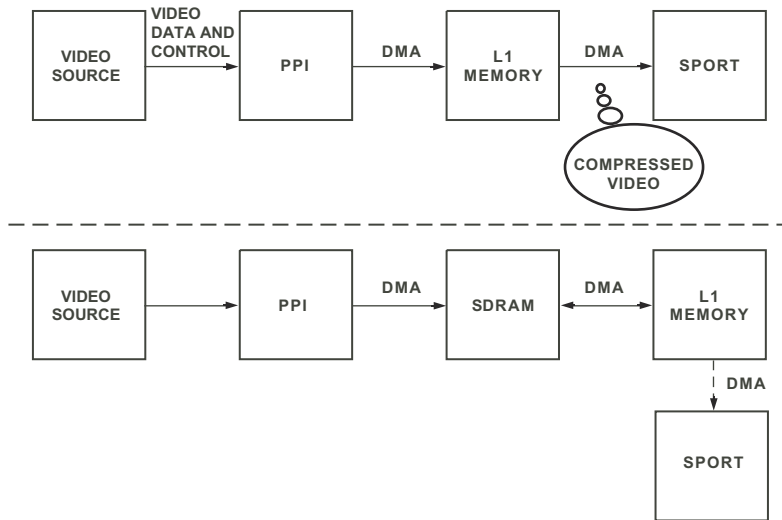 VIDEO
DATA AND
CONTROL
VIDEO
SOURCE
PPI
DMA
L1
MEMORY
DMA
SPORT
COMPRESSED
VIDEO
VIDEO
SOURCE
PPI
DMA
SDRAM
DMA
L1
MEMORY
DMA
SPORT